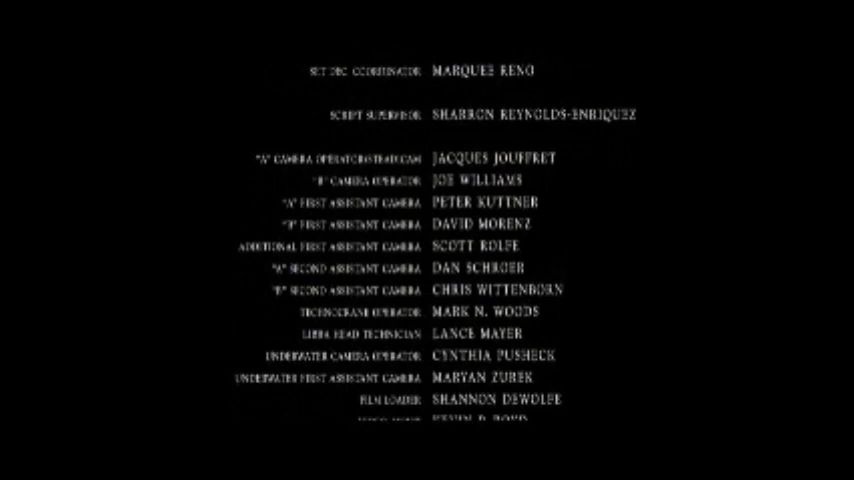 SET DEC COORDINATOR MARQUEE RENO
SCRIPT SUPERVISOR SHARRON REYNOLDS-ENRIQUEZ
"A" CAMERA OPERATOR/STEADICAM JACQUES JOUFFRET
"B" CAMERA OPERATOR JOE WILLIAMS
"A" FIRST ASSISTANT CAMERA PETER KUTTNER
"B" FIRST ASSISTANT CAMERA DAVID MORENZ
ADDITIONAL FIRST ASSISTANT CAMERA SCOTT ROLFE
"A" SECOND ASSISTANT CAMERA DAN SCHROER
"B" SECOND ASSISTANT CAMERA CHRIS WITTENBORN
TECHNOCRANE OPERATOR MARK N. WOODS
LIBRA HEAD TECHNICIAN LANCE MAYER
UNDERWATER CAMERA OPERATOR CYNTHIA PUSHECK
UNDERWATER FIRST ASSISTANT CAMERA MARYAN ZUREK
FILM LOADER SHANNON DEWOLFE